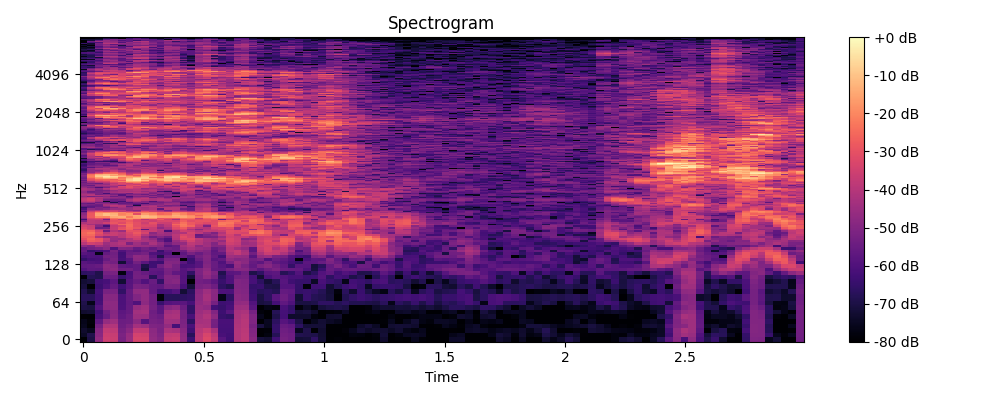 Spectrogram
Hz
4096
2048
1024
512
256
128
64
0
0
0.5
1
1.5
2
2.5
Time
+0 dB
-10 dB
-20 dB
-30 dB
-40 dB
-50 dB
-60 dB
-70 dB
-80 dB